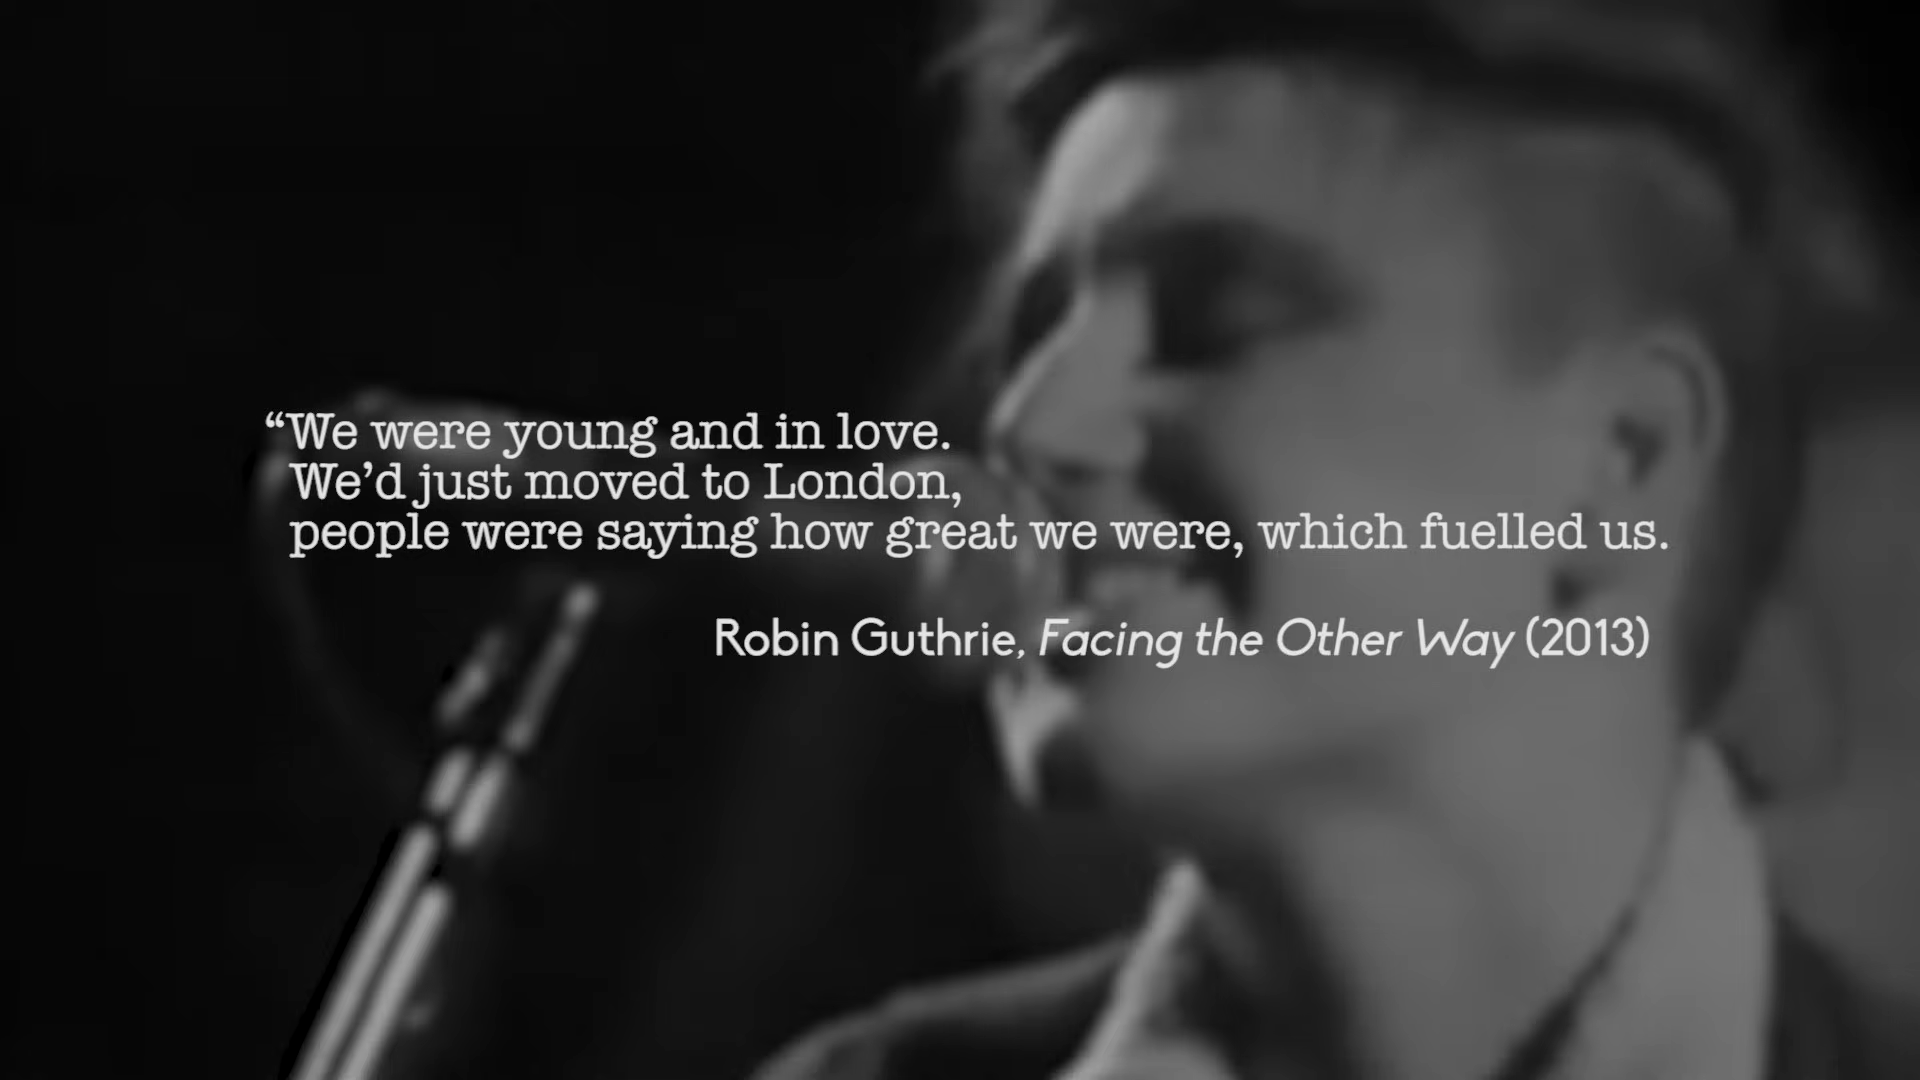 “We were young and in love.
We’d just moved to London,
people were saying how great we were, which fuelled us.
Robin Guthrie, Facing the Other Way (2013)